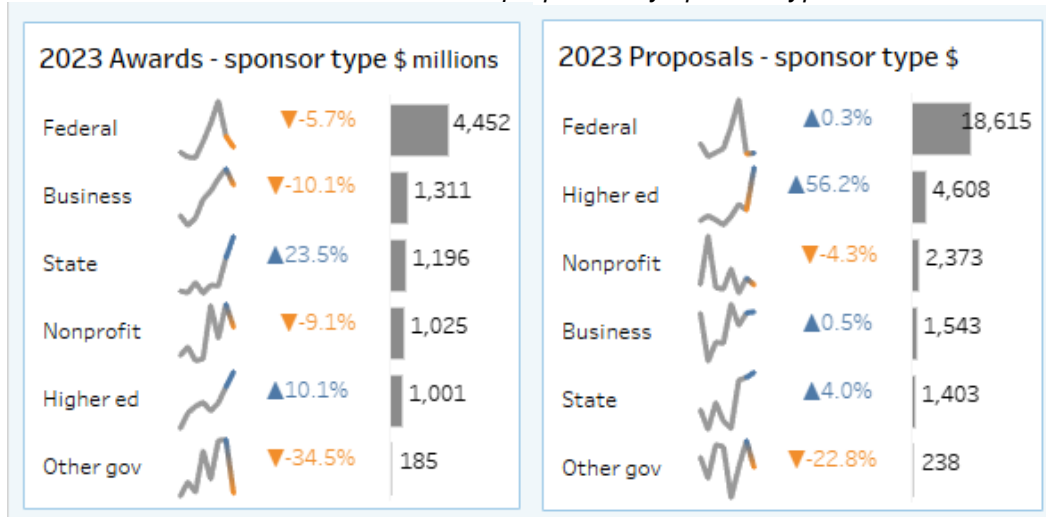 2023 Awards - sponsor type $ millions
Federal ▼-5.7% 4,452
Business ▼-10.1% 1,311
State ▲23.5% 1,196
Nonprofit ▼-9.1% 1,025
Higher ed ▲10.1% 1,001
Other gov ▼-34.5% 185
2023 Proposals - sponsor type $
Federal ▲0.3% 18,615
Higher ed ▲56.2% 4,608
Nonprofit ▼-4.3% 2,373
Business ▲0.5% 1,543
State ▲4.0% 1,403
Other gov ▼-22.8% 238